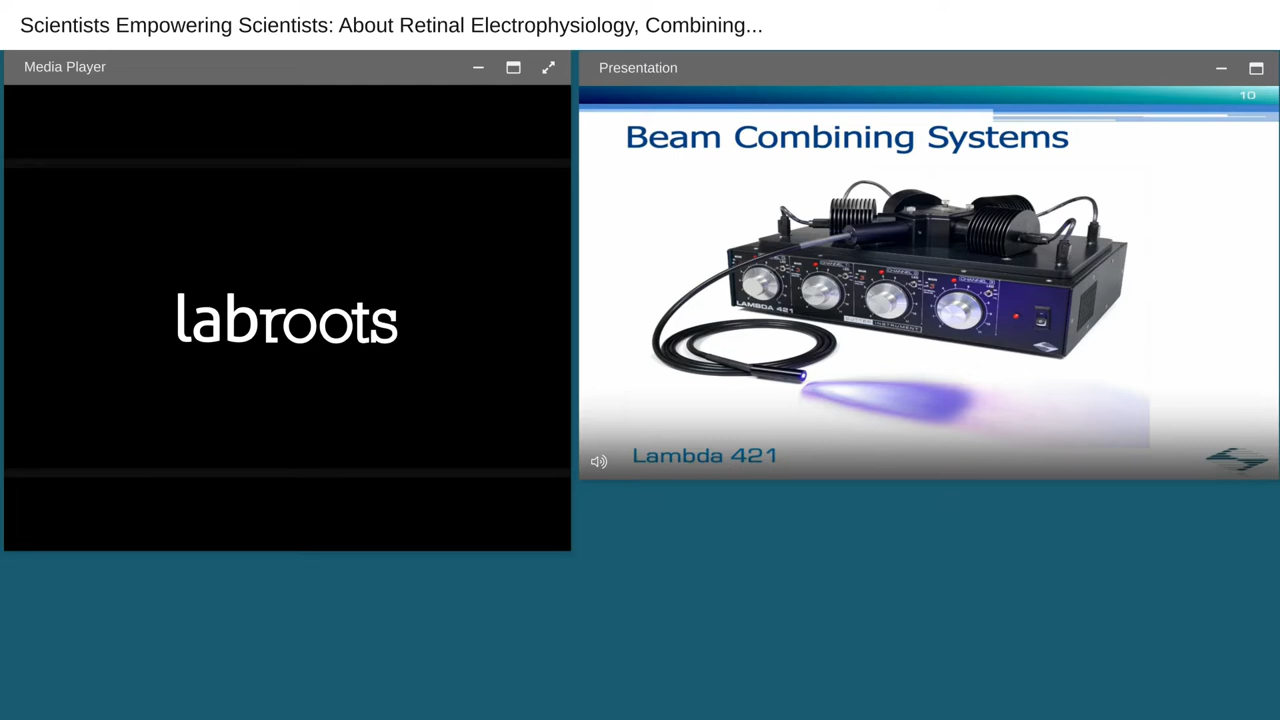 Scientists Empowering Scientists: About Retinal Electrophysiology, Combining...
Media Player
Presentation
10
Beam Combining Systems
labroots
LAMBDA 421
Lambda 421